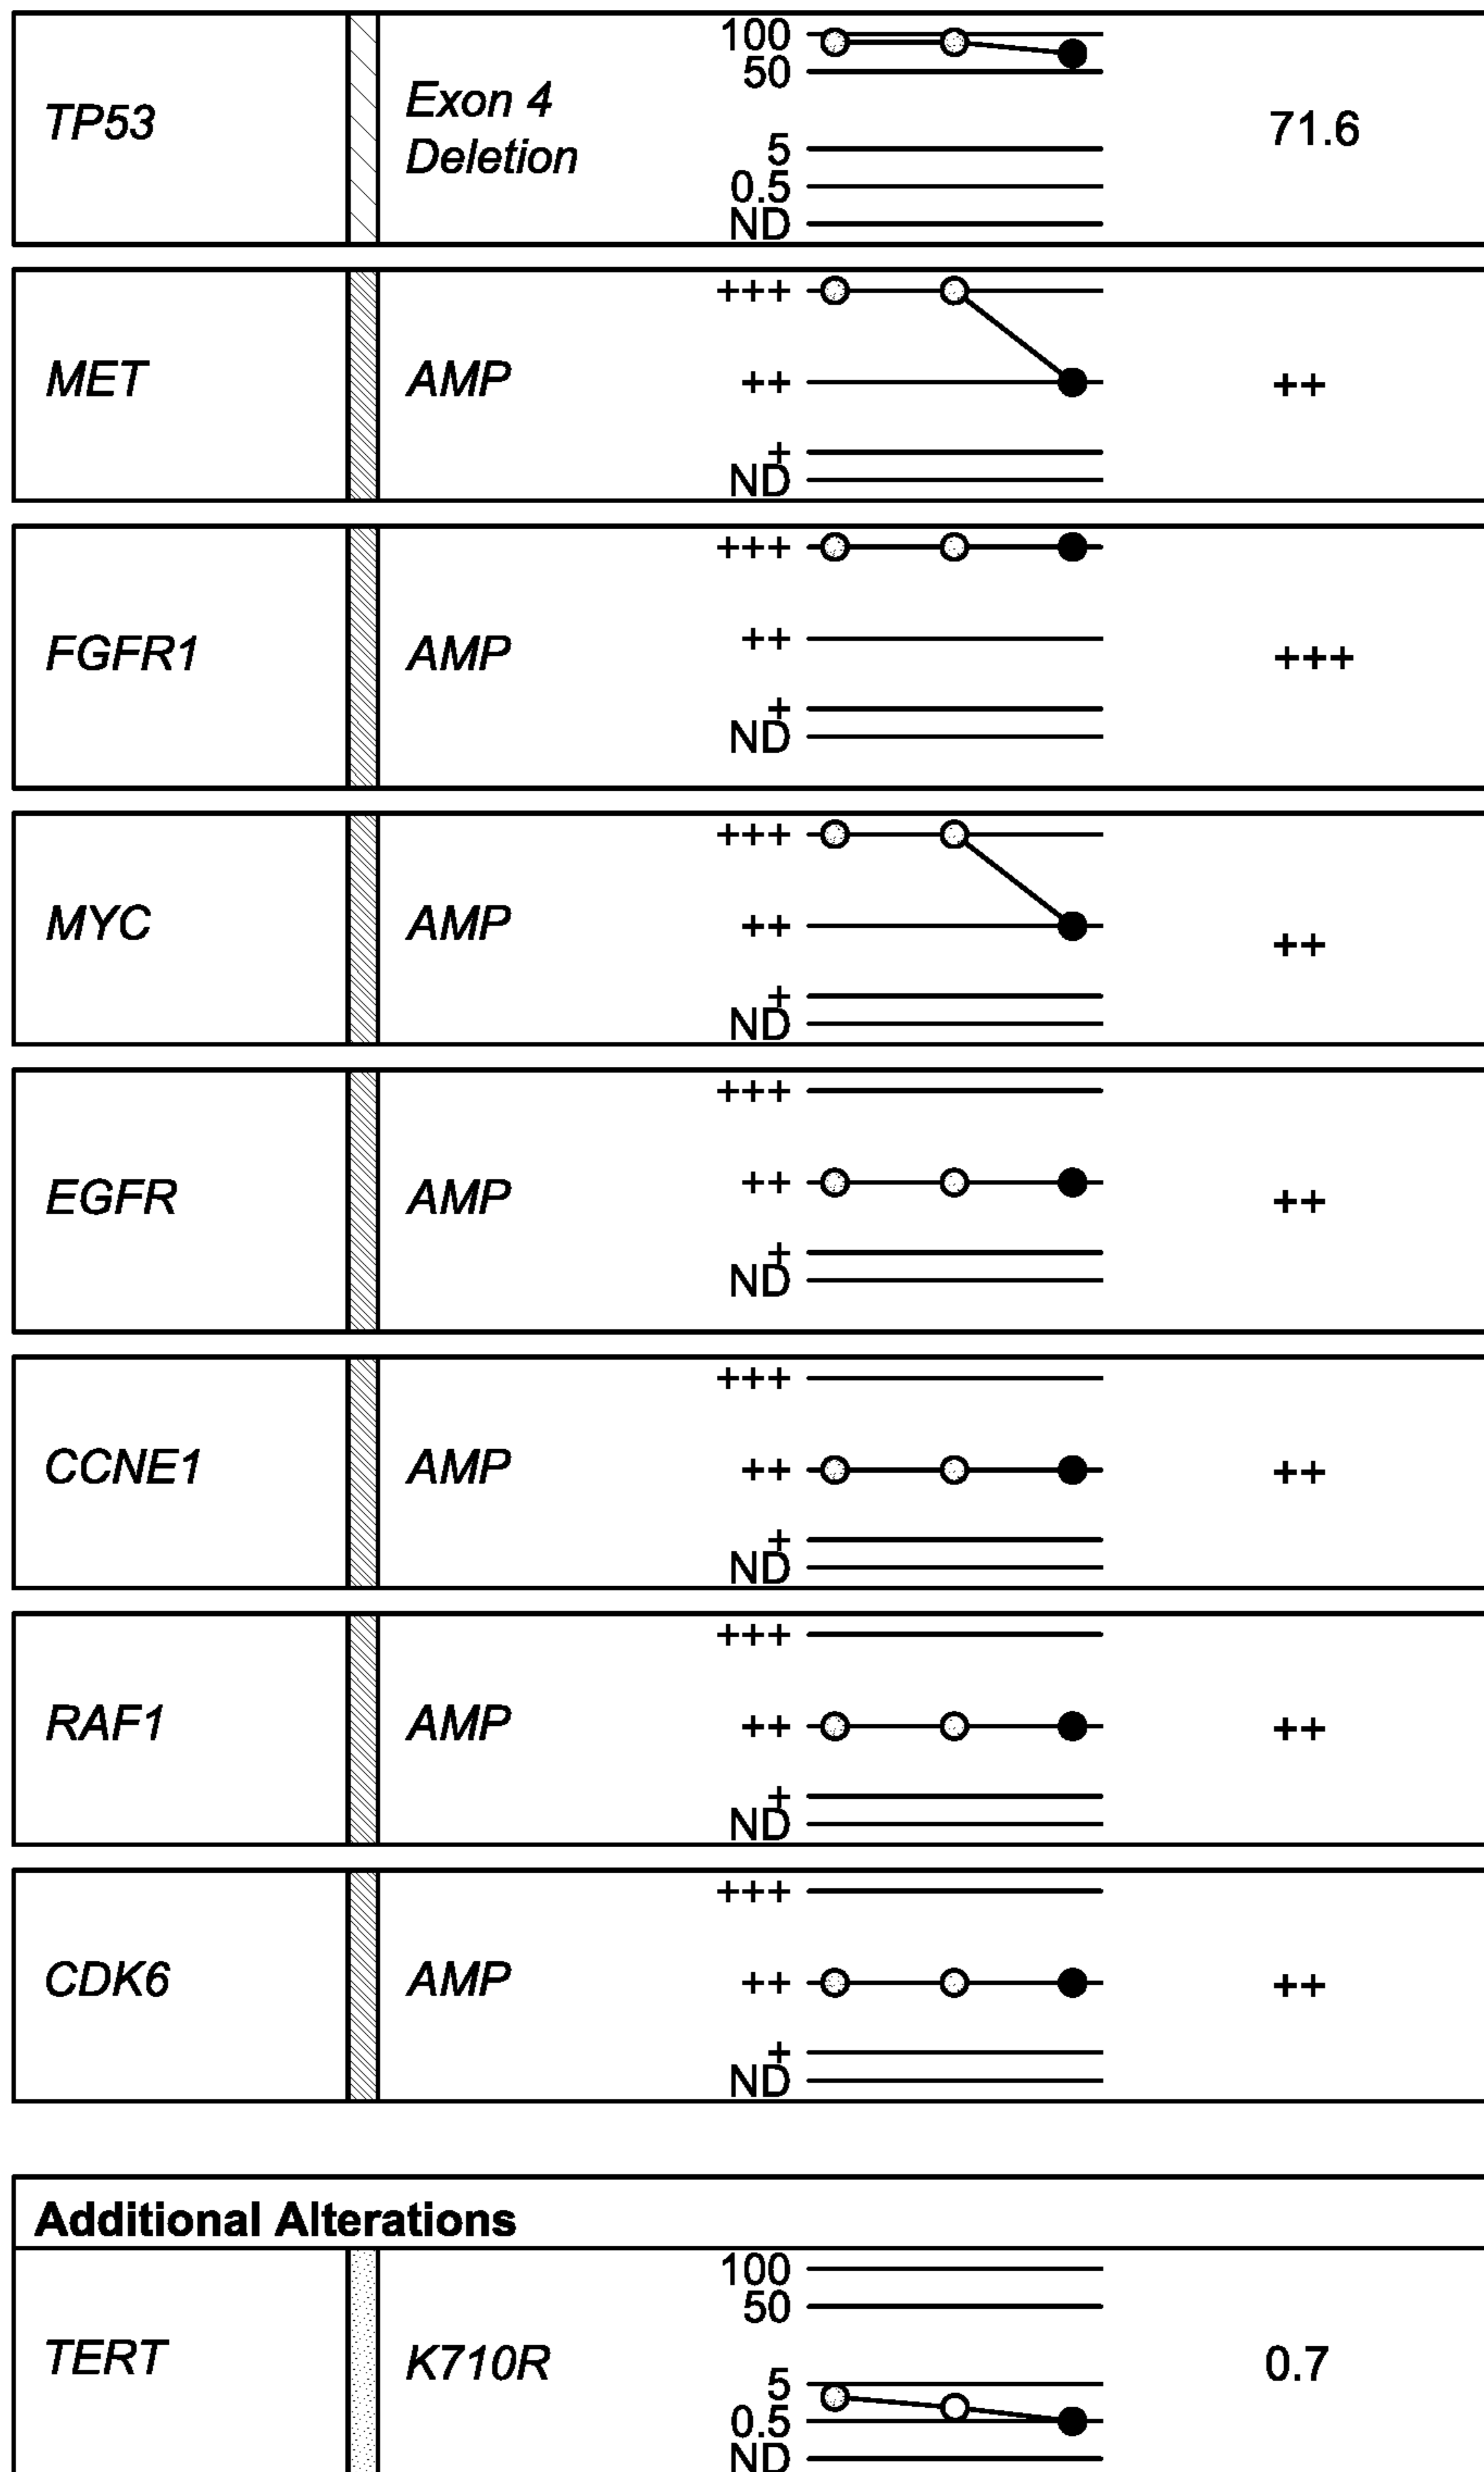 TP53
Exon 4
Deletion
100
50
5
0.5
ND
71.6
MET
AMP
+++
++
+
ND
++
FGFR1
AMP
+++
++
+
ND
+++
MYC
AMP
+++
++
+
ND
++
EGFR
AMP
+++
++
+
ND
++
CCNE1
AMP
+++
++
+
ND
++
RAF1
AMP
+++
++
+
ND
++
CDK6
AMP
+++
++
+
ND
++
Additional Alterations
TERT
K710R
100
50
5
0.5
ND
0.7